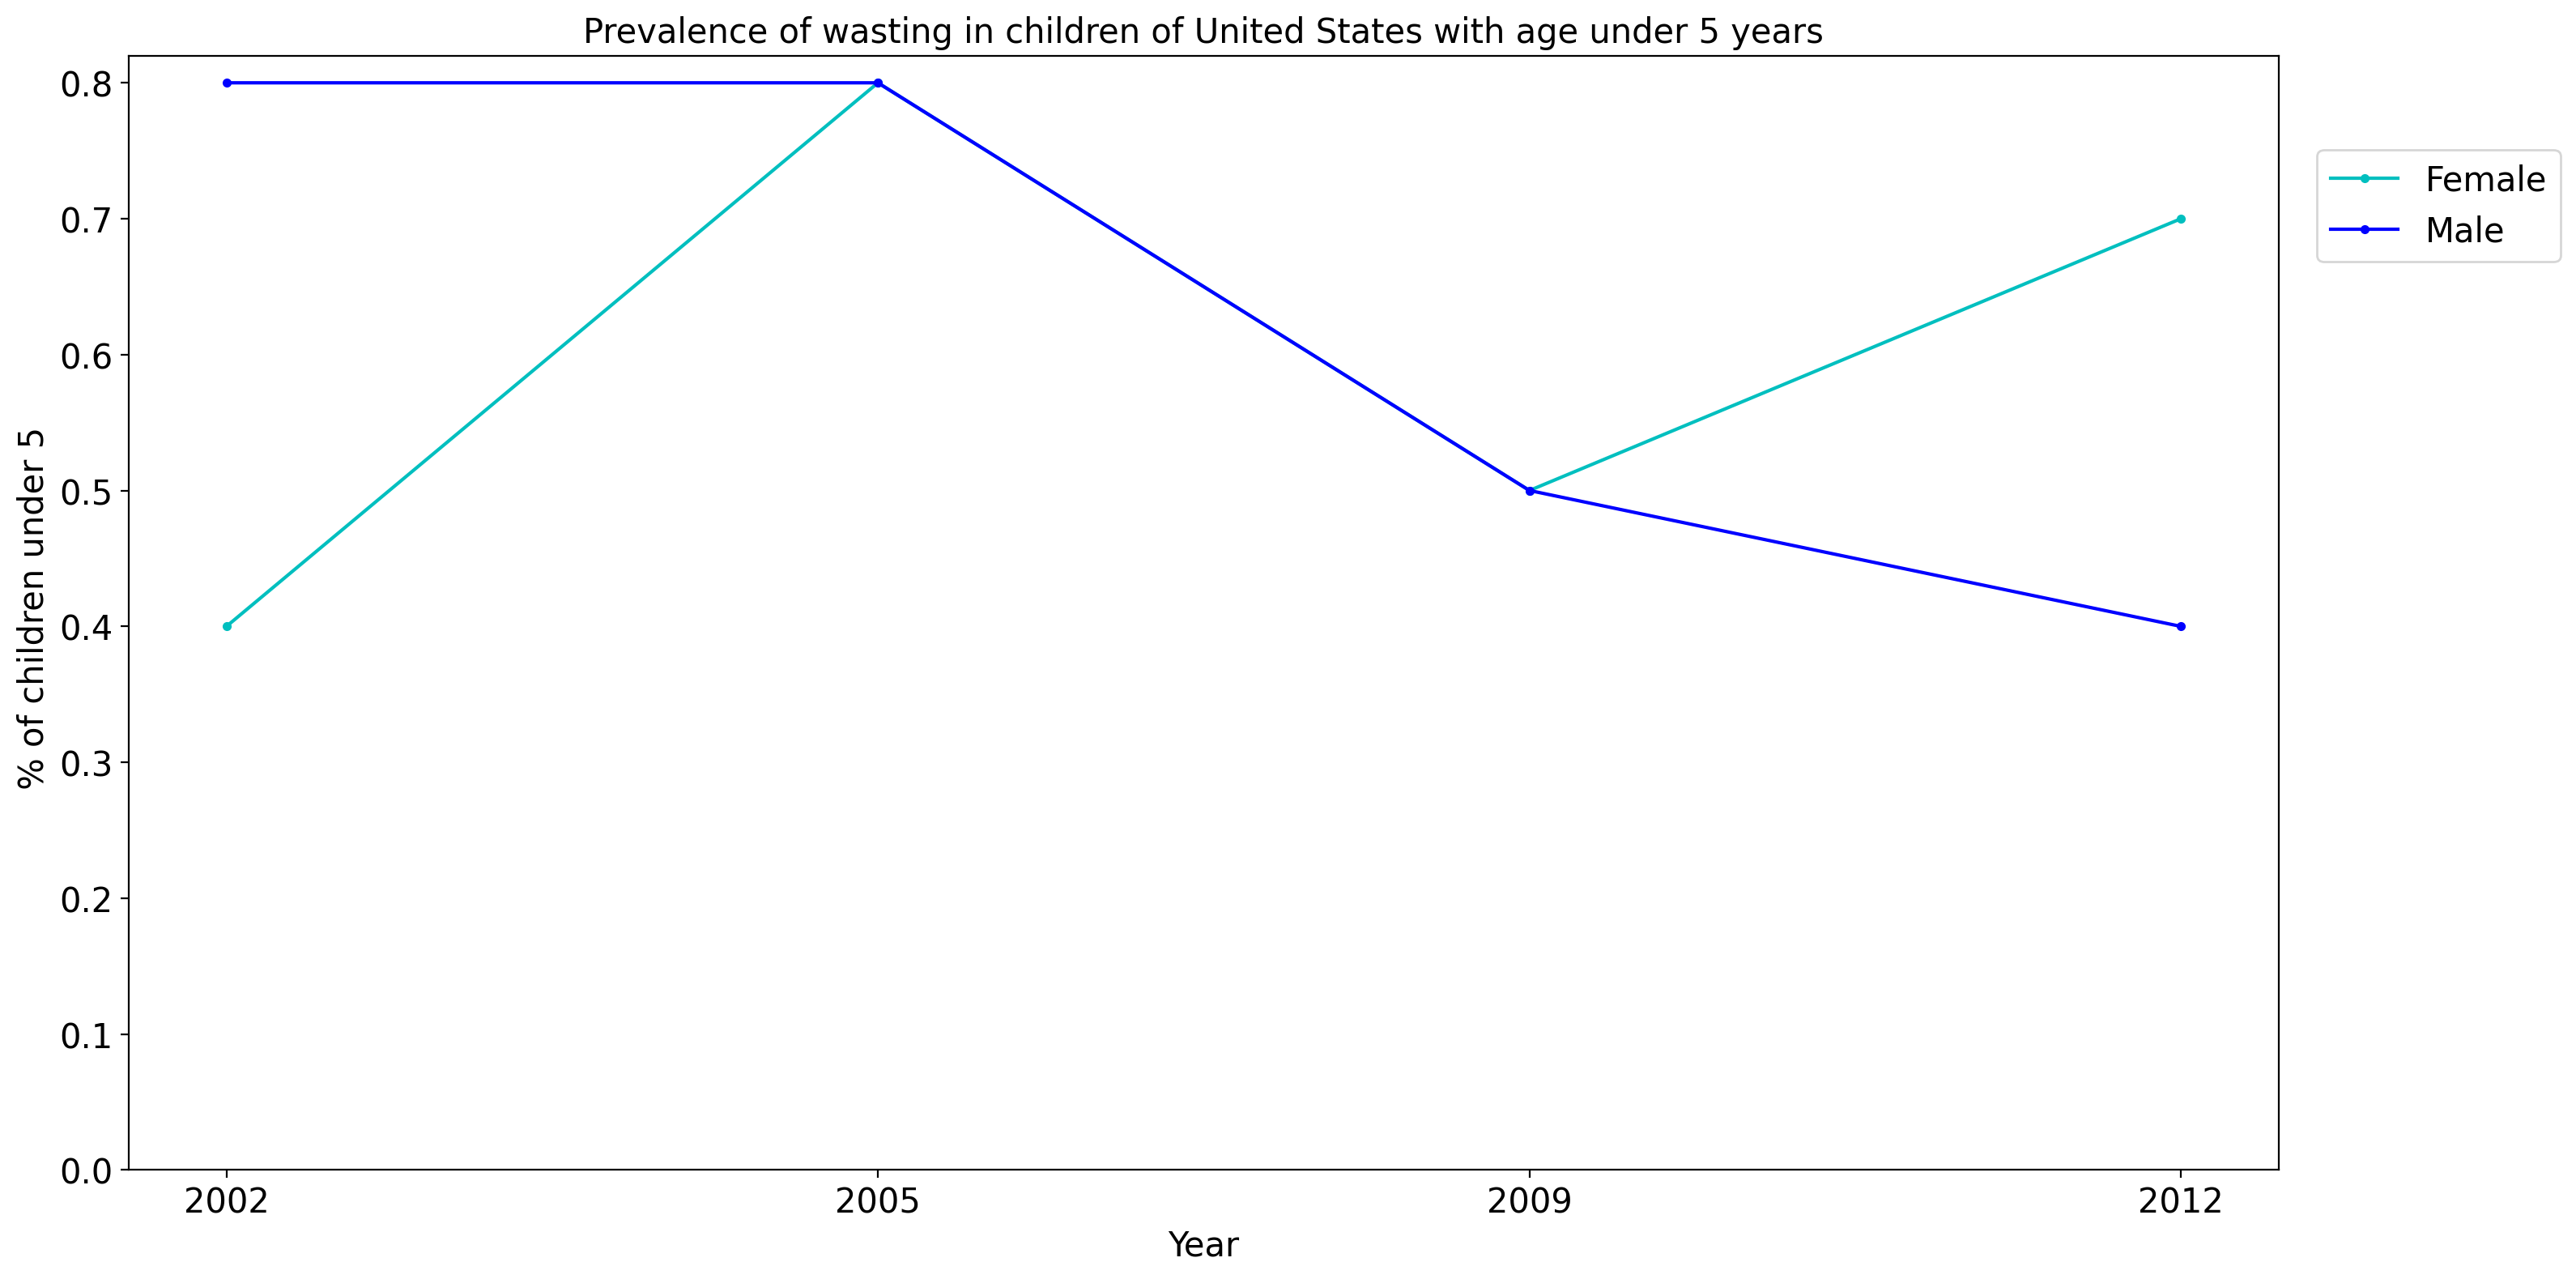 Prevalence of wasting in children of United States with age under 5 years
% of children under 5
0.8
0.7
0.6
0.5
0.4
0.3
0.2
0.1
0.0
2002 2005 2009 2012
Year
Female
Male